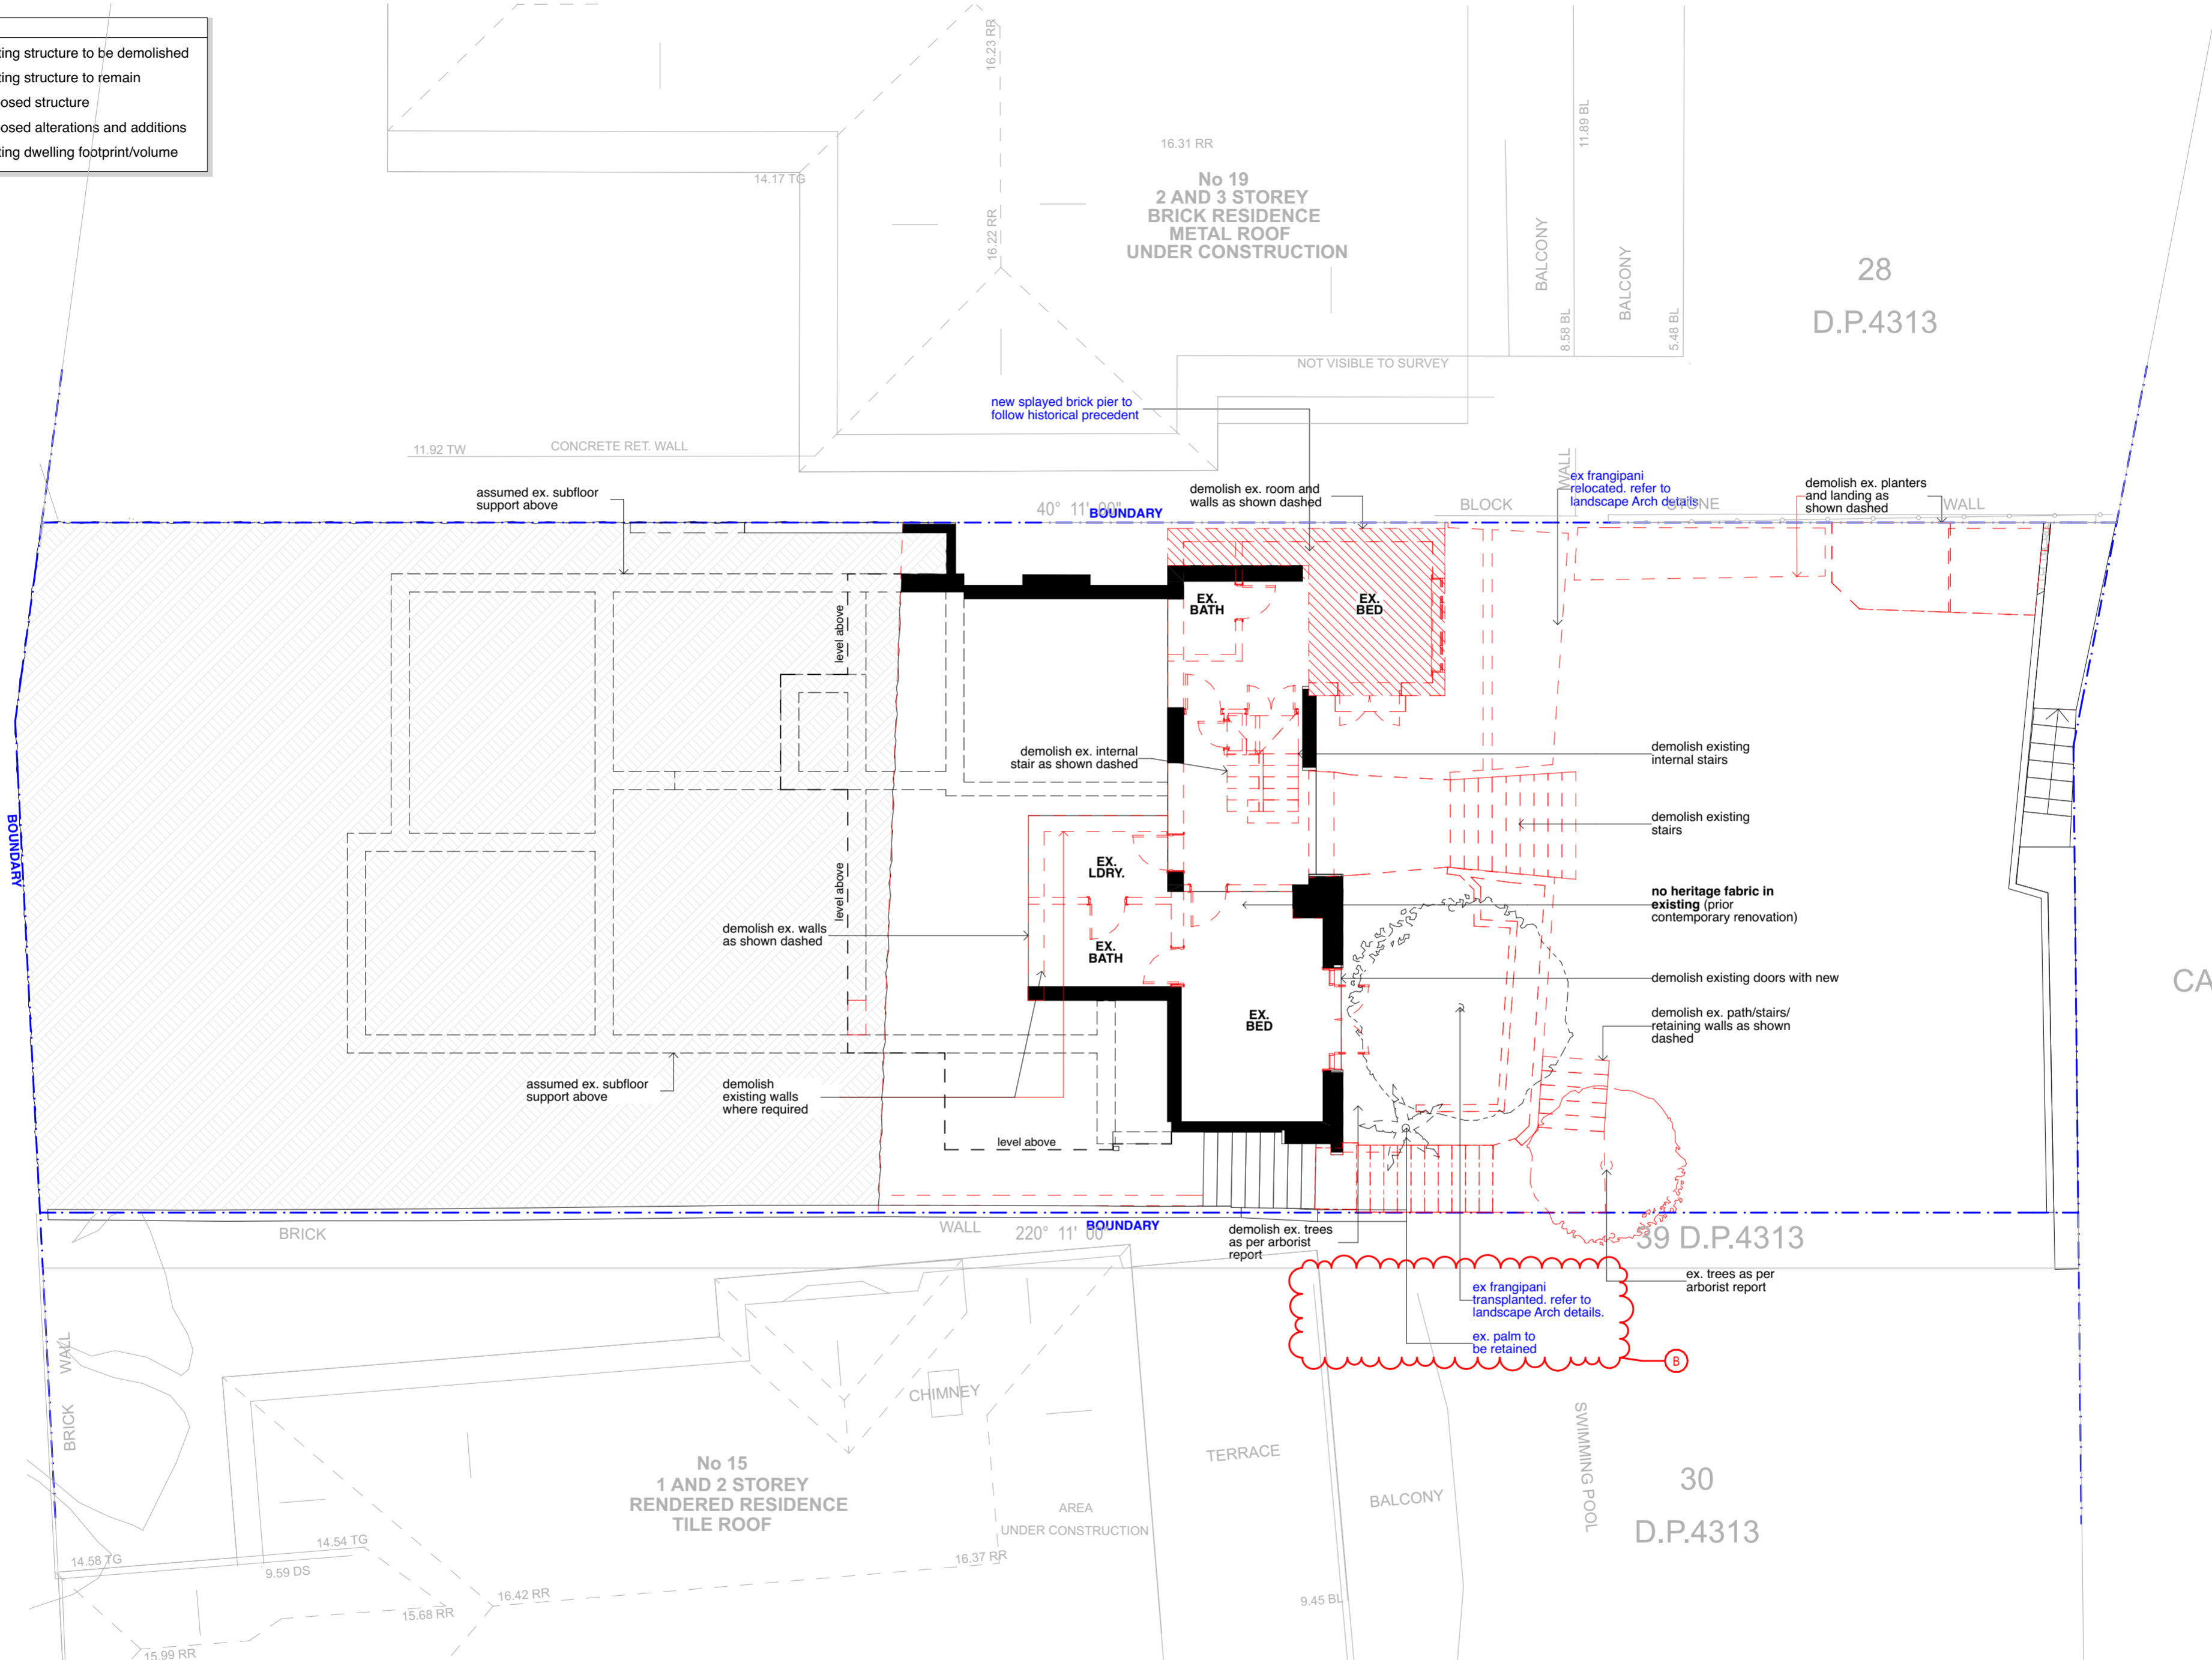 ting structure to be demolished
ting structure to remain
osed structure
osed alterations and additions
ting dwelling footprint/volume
16.23 RR
16.22 RR
14.17 TG
16.31 RR
No 19
2 AND 3 STOREY
BRICK RESIDENCE
METAL ROOF
UNDER CONSTRUCTION
11.89 BL
BALCONY
BALCONY
8.58 BL
5.48 BL
28
D.P.4313
NOT VISIBLE TO SURVEY
new splayed brick pier to
follow historical precedent
11.92 TW
CONCRETE RET. WALL
assumed ex. subfloor
support above
40° 11' 00"
BOUNDARY
demolish ex. room and
walls as shown dashed
WALL
BLOCK
STONE
WALL
ex frangipani
relocated. refer to
landscape Arch details
demolish ex. planters
and landing as
shown dashed
EX.
BATH
EX.
BED
level above
demolish ex. internal
stair as shown dashed
demolish existing
internal stairs
demolish existing
stairs
BOUNDARY
EX.
LDRY.
level above
no heritage fabric in
existing (prior
contemporary renovation)
demolish ex. walls
as shown dashed
EX.
BATH
demolish existing doors with new
CA
EX.
BED
demolish ex. path/stairs/
retaining walls as shown
dashed
assumed ex. subfloor
support above
demolish
existing walls
where required
level above
BRICK
WALL
220° 11' 00"
BOUNDARY
demolish ex. trees
as per arborist
report
39 D.P.4313
ex. trees as per
arborist report
ex frangipani
transplanted. refer to
landscape Arch details.
ex. palm to
be retained
B
BRICK
WALL
CHIMNEY
TERRACE
BALCONY
SWIMMING POOL
No 15
1 AND 2 STOREY
RENDERED RESIDENCE
TILE ROOF
AREA
UNDER CONSTRUCTION
30
D.P.4313
14.58 TG
14.54 TG
9.59 DS
16.37 RR
16.42 RR
15.68 RR
9.45 BL
15.99 RR